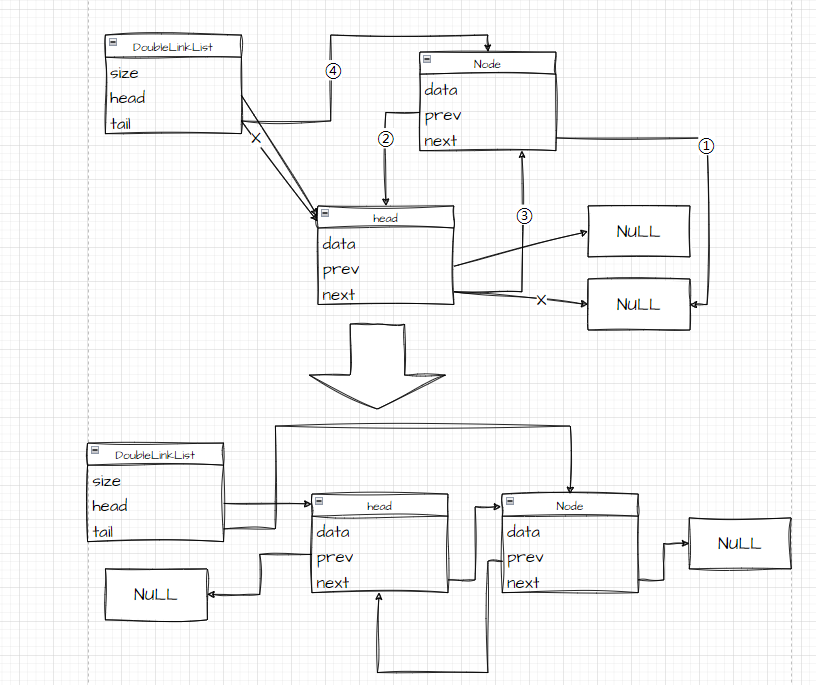 DoubleLinkList
size
head
tail
④
Node
data
prev
next
X
②
①
③
head
data
prev
next
NULL
X
NULL
DoubleLinkList
size
head
tail
head
data
prev
next
Node
data
prev
next
NULL
NULL